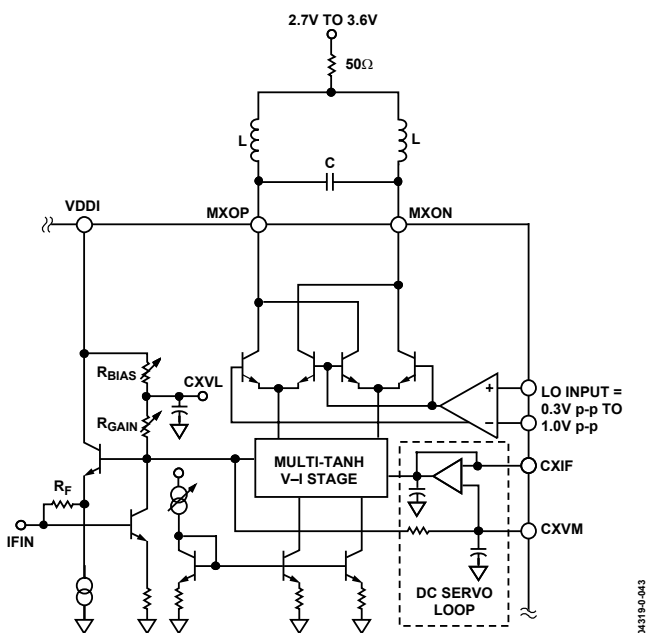 2.7V TO 3.6V
50Ω
L
L
C
VDDI
MXOP
MXON
RBIAS
CXVL
RGAIN
LO INPUT =
0.3V p-p TO
1.0V p-p
+
–
MULTI-TANH
V–I STAGE
CXIF
RF
IFIN
CXVM
DC SERVO
LOOP
04319-0-043